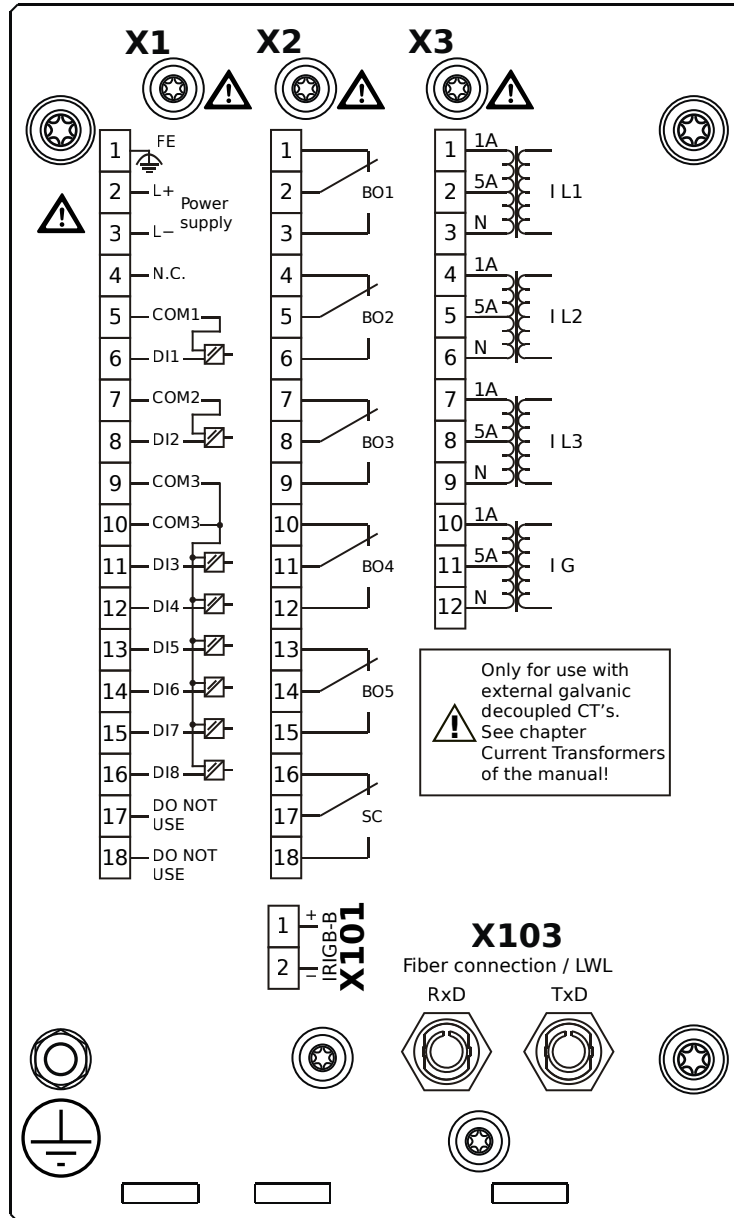 X1 X2 X3
1 FE
2 L+
Power
supply
3 L−
4 N.C.
5 COM1
6 DI1
7 COM2
8 DI2
9 COM3
10 COM3
11 DI3
12 DI4
13 DI5
14 DI6
15 DI7
16 DI8
17 DO NOT
USE
18 DO NOT
USE
1
2 BO1
3
4
5 BO2
6
7
8 BO3
9
10
11 BO4
12
13
14 BO5
15
16
17 SC
18
1 1A
2 5A I L1
3 N
4 1A
5 5A I L2
6 N
7 1A
8 5A I L3
9 N
10 1A
11 5A I G
12 N
Only for use with
external galvanic
decoupled CT's.
See chapter
Current Transformers
of the manual!
1 +
2 −
IRIGB-B
X101
X103
Fiber connection / LWL
RxD TxD